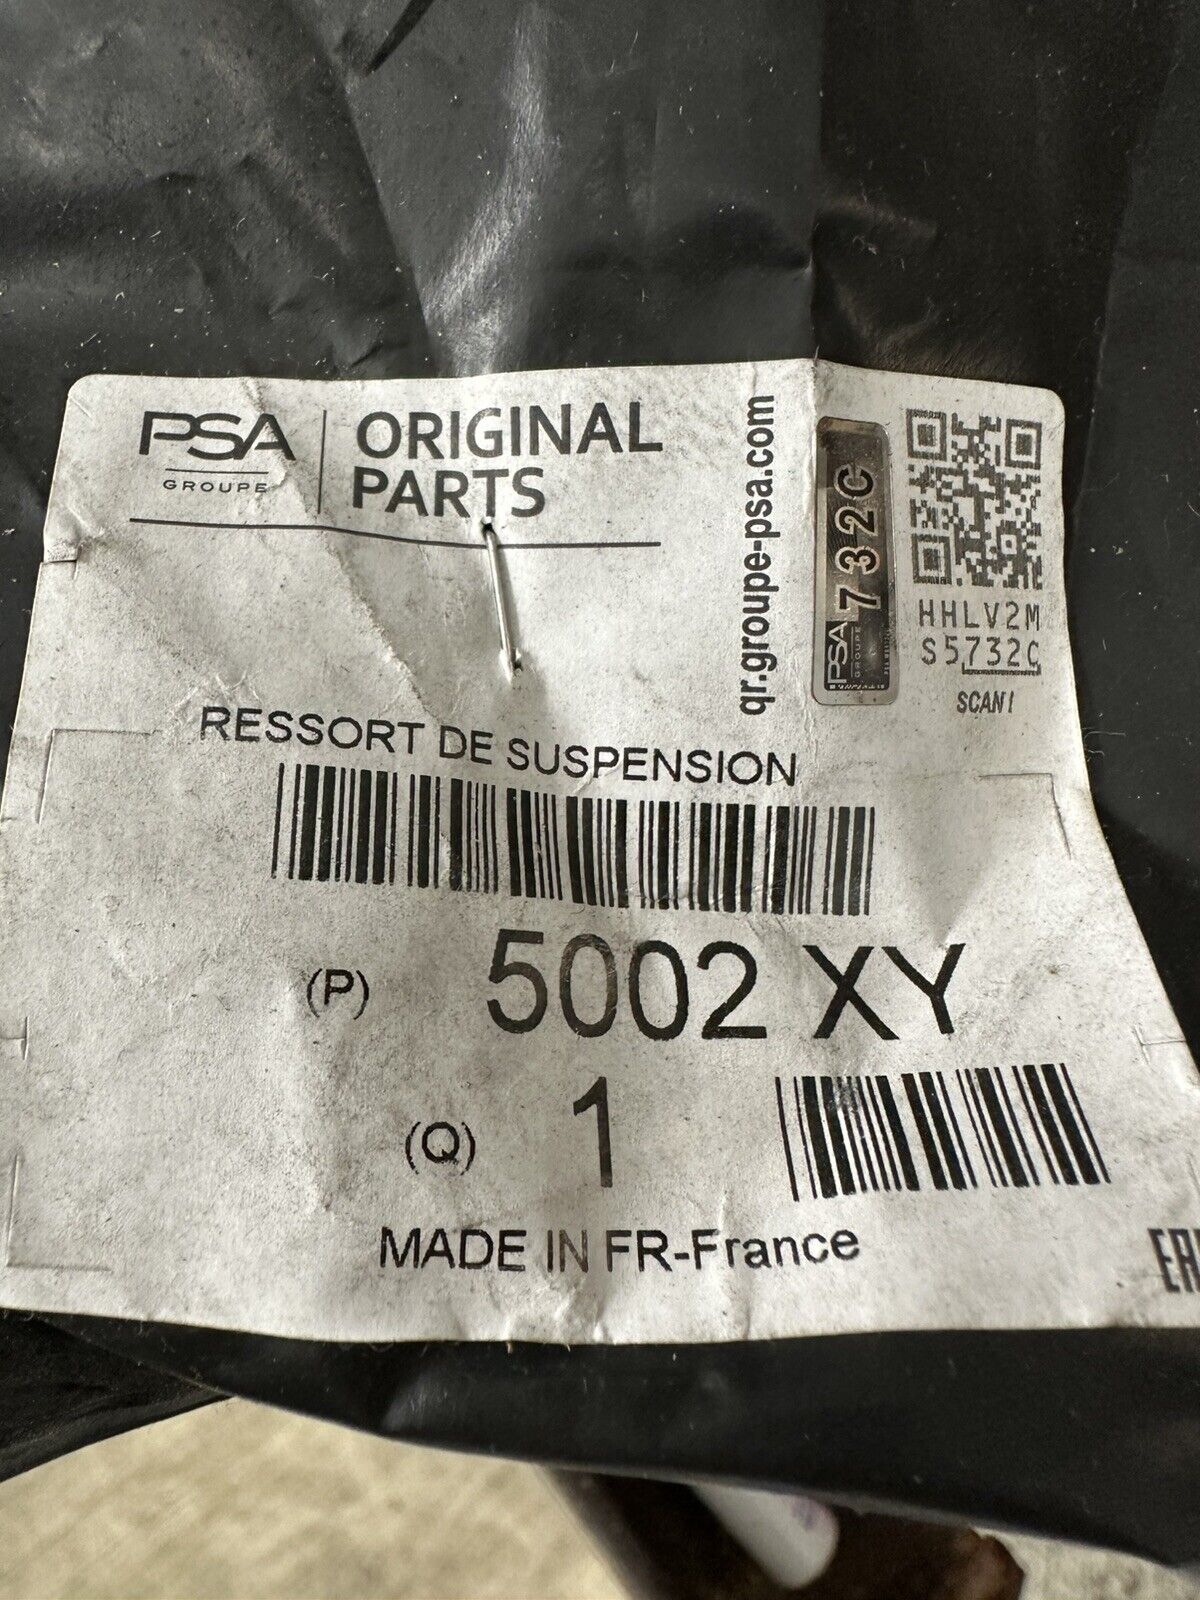 PSA
GROUPE
ORIGINAL
PARTS
qr.groupe-psa.com
PSA
GROUPE
732C
HHLV2M
S5732C
SCAN!
RESSORT DE SUSPENSION
(P) 5002 XY
(Q) 1
MADE IN FR-France